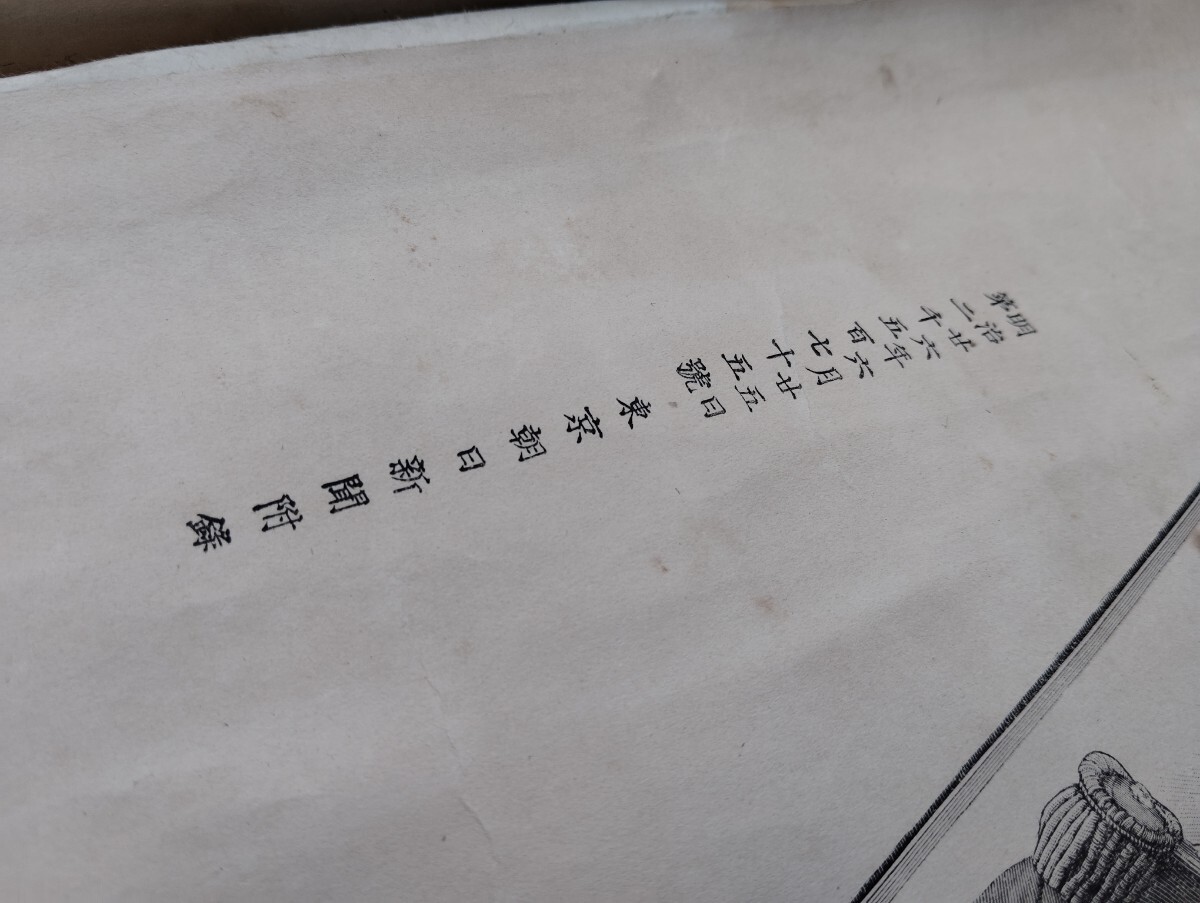 明治廿六年六月廿五日
第二千五百七十五號
東京朝日新聞附錄